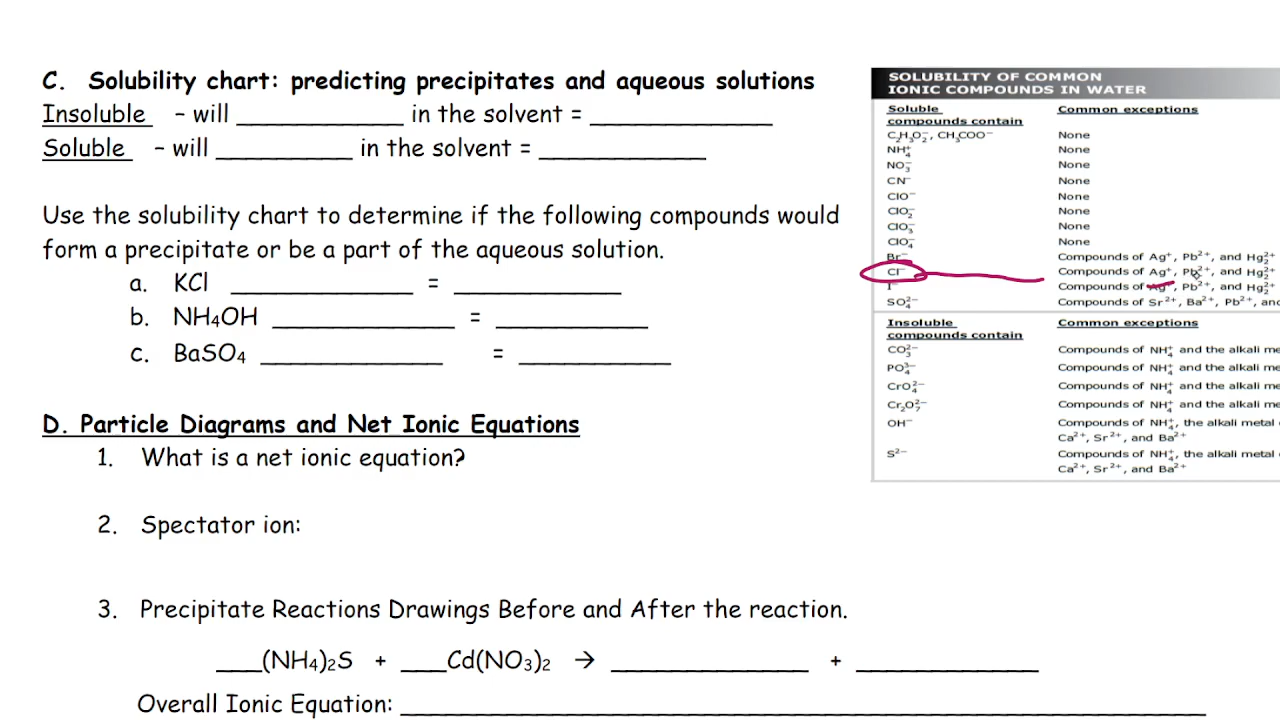 C. Solubility chart: predicting precipitates and aqueous solutions
Insoluble – will ____________ in the solvent = _____________
Soluble – will _________ in the solvent = ___________
Use the solubility chart to determine if the following compounds would
form a precipitate or be a part of the aqueous solution.
a. KCl _____________ = ____________
b. NH₄OH _____________ = ___________
c. BaSO₄ _____________ = ___________
D. Particle Diagrams and Net Ionic Equations
1. What is a net ionic equation?
2. Spectator ion:
3. Precipitate Reactions Drawings Before and After the reaction.
___(NH₄)₂S + ___Cd(NO₃)₂ → _____________ + ____________
Overall Ionic Equation: ________________________________________
SOLUBILITY OF COMMON
IONIC COMPOUNDS IN WATER
Soluble
compounds contain Common exceptions
C₂H₃O₂⁻, CH₃COO⁻ None
NH₄⁺ None
NO₃⁻ None
CN⁻ None
ClO⁻ None
ClO₂⁻ None
ClO₃⁻ None
ClO₄⁻ None
Br⁻ Compounds of Ag⁺, Pb²⁺, and Hg₂²⁺
Cl⁻ Compounds of Ag⁺, Pb²⁺, and Hg₂²⁺
I⁻ Compounds of Ag⁺, Pb²⁺, and Hg₂²⁺
SO₄²⁻ Compounds of Sr²⁺, Ba²⁺, Pb²⁺, and
Insoluble
compounds contain Common exceptions
CO₃²⁻ Compounds of NH₄⁺ and the alkali me
PO₄³⁻ Compounds of NH₄⁺ and the alkali me
CrO₄²⁻ Compounds of NH₄⁺ and the alkali me
Cr₂O₇²⁻ Compounds of NH₄⁺ and the alkali me
OH⁻ Compounds of NH₄⁺, the alkali metal
Ca²⁺, Sr²⁺, and Ba²⁺
S²⁻ Compounds of NH₄⁺, the alkali metal
Ca²⁺, Sr²⁺, and Ba²⁺